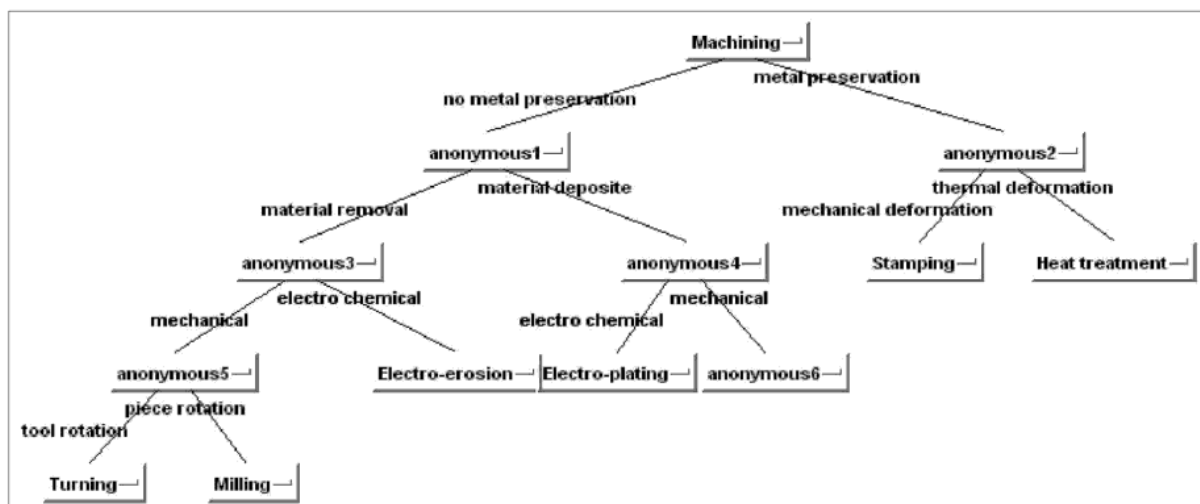 Machining
metal preservation
no metal preservation
anonymous1
anonymous2
material deposite
thermal deformation
material removal
mechanical deformation
anonymous3
anonymous4
Stamping
Heat treatment
electro chemical
mechanical
mechanical
electro chemical
anonymous5
Electro-erosion
Electro-plating
anonymous6
piece rotation
tool rotation
Turning
Milling